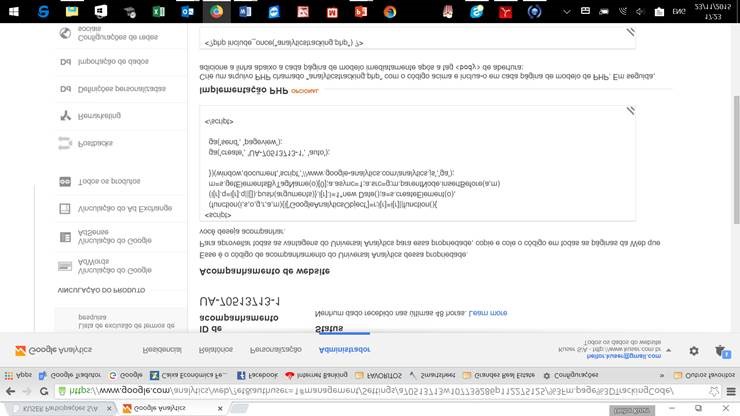 Heitor Kuser
KUSER Participações S/A
Google Analytics
https://www.google.com/analytics/web/?et&authuser=1#management/Settings/a70513713w107739286p112275125/%3Fm.page%3DTrackingCode/
Apps
Google
Google Tradutor
Caixa Econômica F...
Facebook
Internet Banking
FAVORITOS
Smartsheet
Grandes Real Estate
Configurações
Outros favoritos
Google Analytics
Residencial
Relatórios
Personalização
Administrador
heitor.kuser@gmail.com
Kuser S/A - http://www.kuser.com.br
Todos os dados do website
1
Lista de exclusão de termos de
pesquisa
VINCULAÇÃO DO PRODUTO
Vinculação do Google
AdWords
Vinculação do Google
AdSense
Vinculação do Ad Exchange
Todos os produtos
Postbacks
Remarketing
Dd Definições personalizadas
Dd Importação de dados
Configurações
de redes sociais
ID de
acompanhamento
UA-70513713-1
Status
Nenhum dado recebido nas últimas 48 horas. Learn more
Acompanhamento de website
Esse é o código de acompanhamento do Universal Analytics dessa propriedade.
Para aproveitar todas as vantagens do Universal Analytics para essa propriedade, copie e cole o código em todas as páginas da Web que
você deseja acompanhar.
<script>
(function(i,s,o,g,r,a,m){i['GoogleAnalyticsObject']=r;i[r]=i[r]||function(){
(i[r].q=i[r].q||[]).push(arguments)},i[r].l=1*new Date();a=s.createElement(o),
m=s.getElementsByTagName(o)[0];a.async=1;a.src=g;m.parentNode.insertBefore(a,m)
})(window,document,'script','//www.google-analytics.com/analytics.js','ga');
ga('create', 'UA-70513713-1', 'auto');
ga('send', 'pageview');
</script>
Implementação PHP OPCIONAL
Crie um arquivo PHP chamado "analyticstracking.php" com o código acima e inclua-o em cada página de modelo de PHP. Em seguida,
adicione a linha abaixo a cada página de modelo imediatamente após a tag <body> de abertura:
<?php include_once("analyticstracking.php") ?>
ENG
17:23
23/11/2015